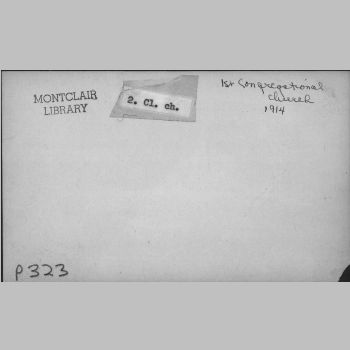 MONTCLAIR
LIBRARY
2. Cl. ch.
1st Congregational
Church
1914
P323